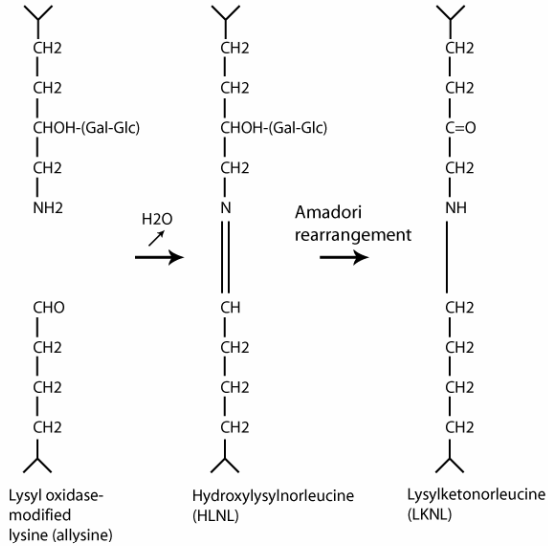 CH2
CH2
CHOH-(Gal-Glc)
CH2
NH2
CHO
CH2
CH2
CH2
Lysyl oxidase-
modified
lysine (allysine)
H2O
CH2
CH2
CHOH-(Gal-Glc)
CH2
N
CH
CH2
CH2
CH2
Hydroxylysylnorleucine
(HLNL)
Amadori
rearrangement
CH2
CH2
C=O
CH2
NH
CH2
CH2
CH2
CH2
Lysylketonorleucine
(LKNL)